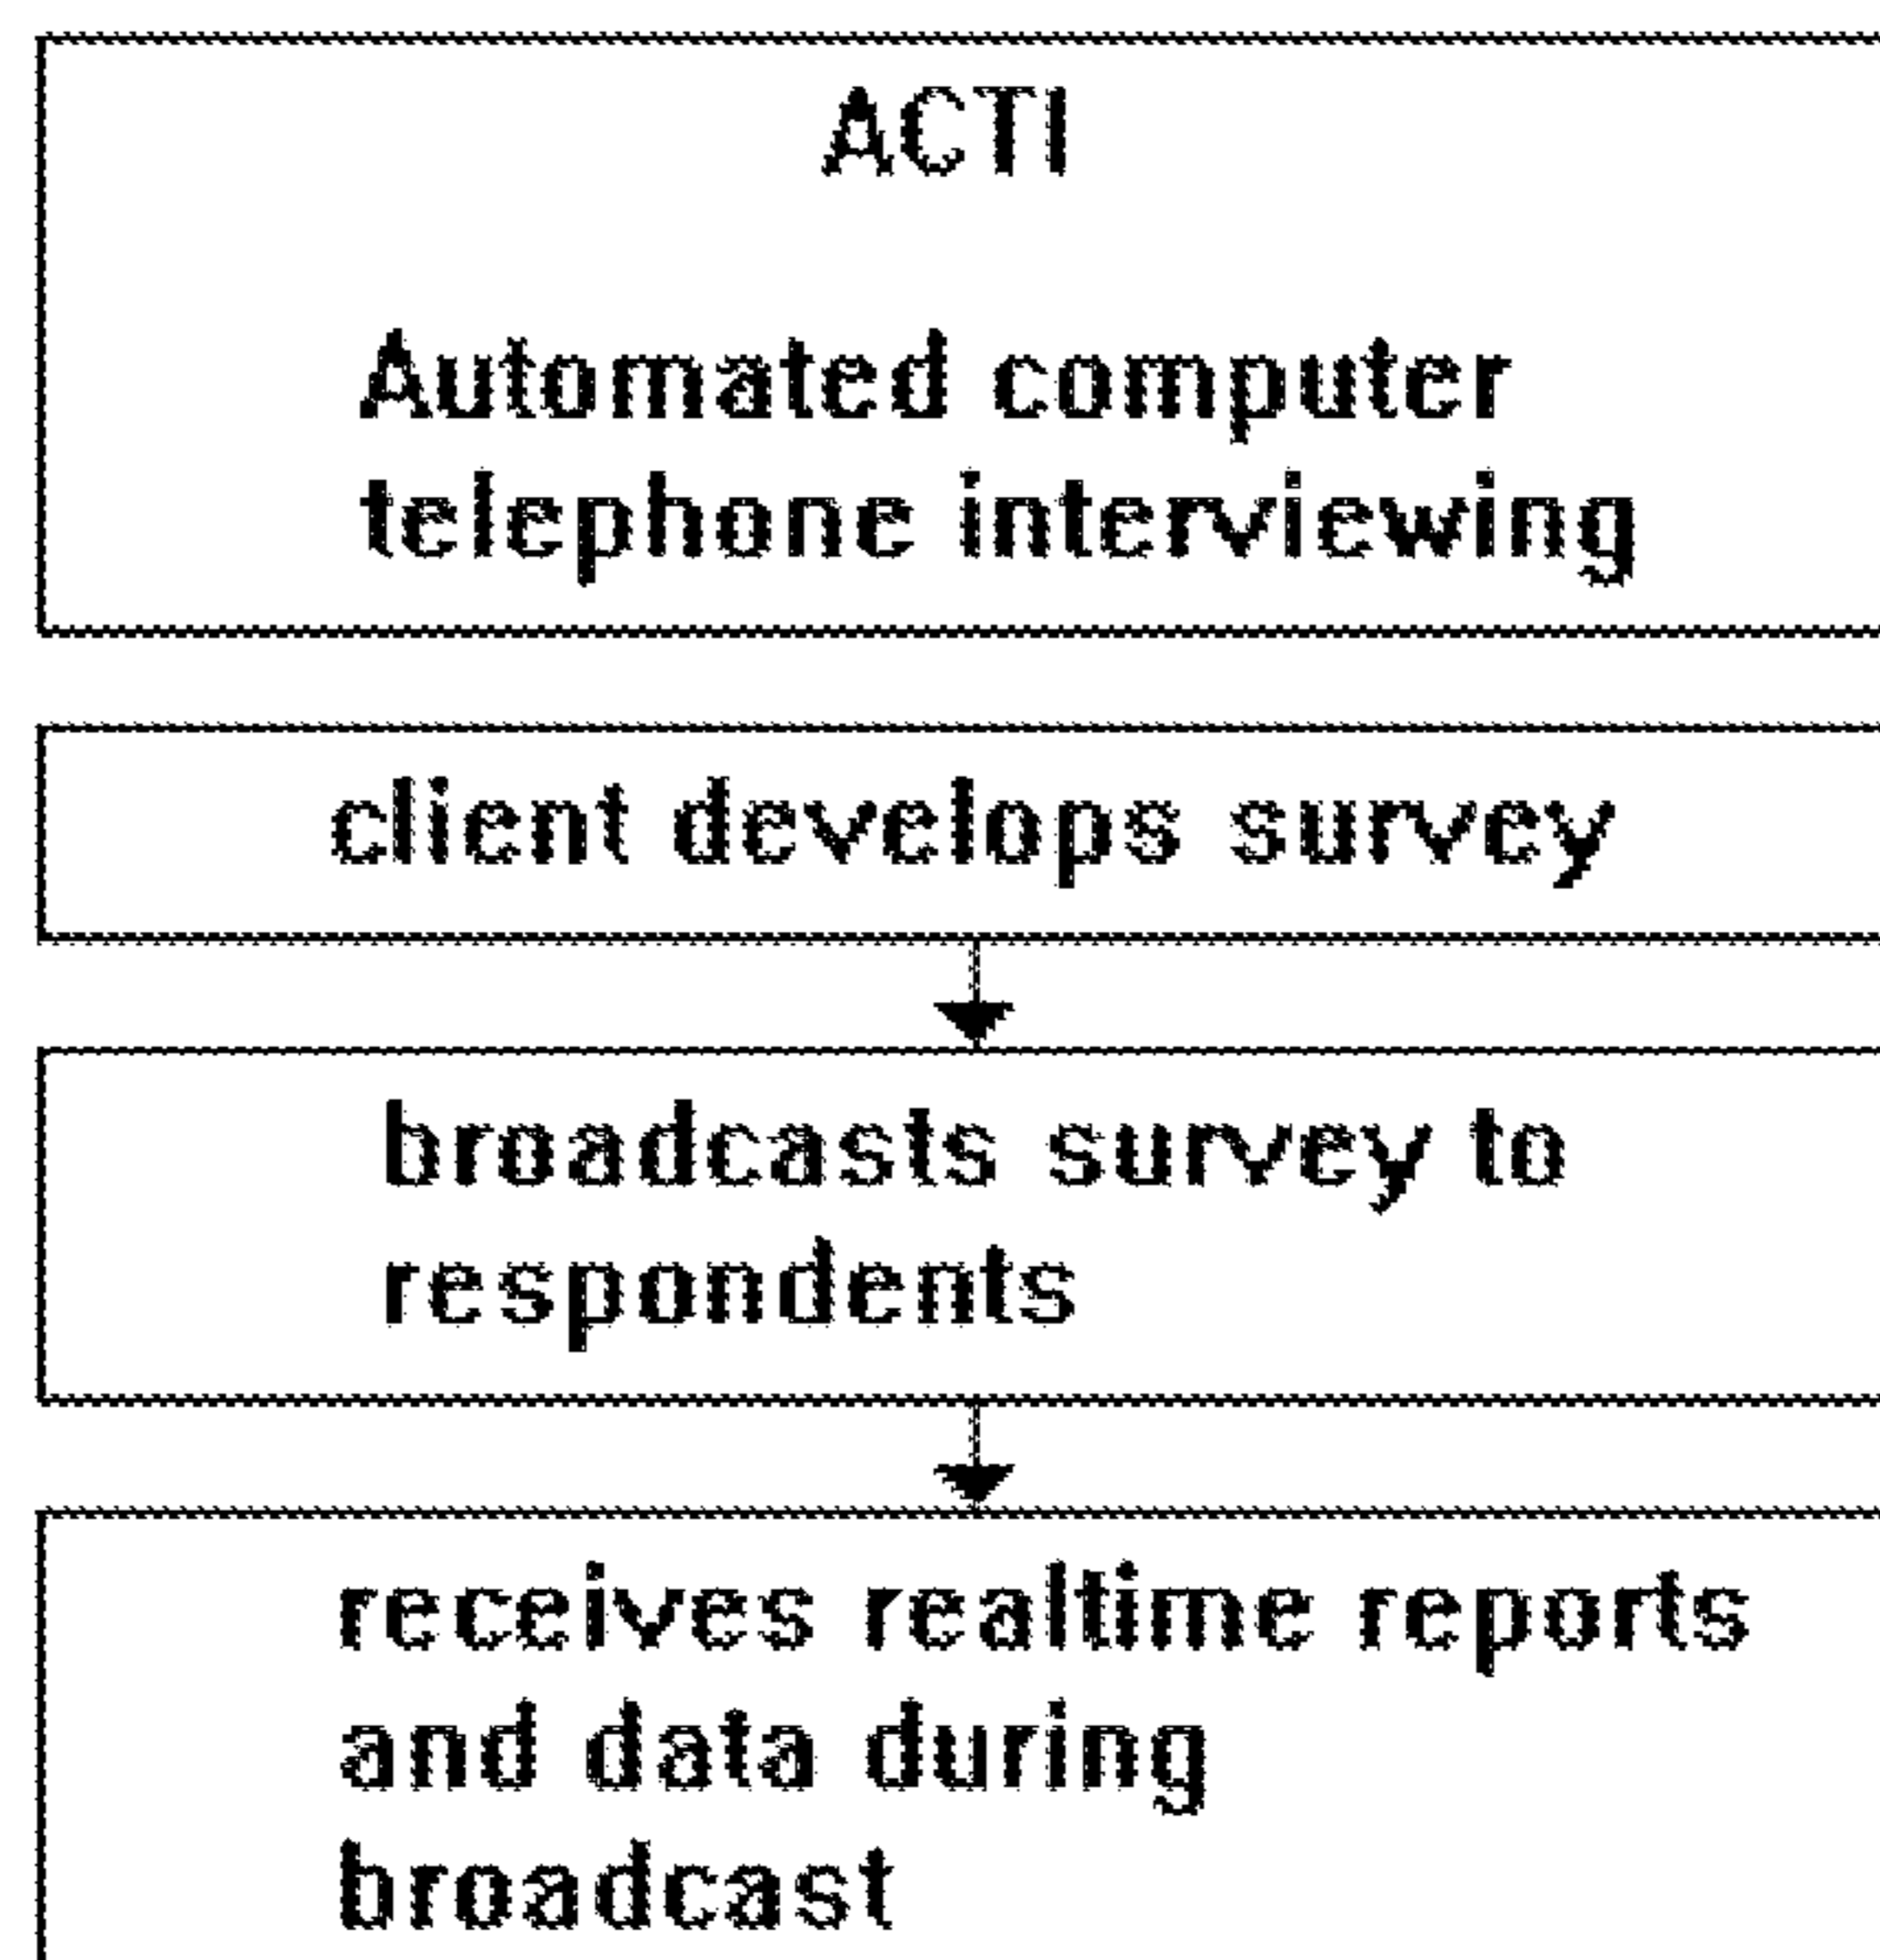 ACTI
Automated computer
telephone interviewing
client develops survey
broadcasts survey to
respondents
receives realtime reports
and data during
broadcast